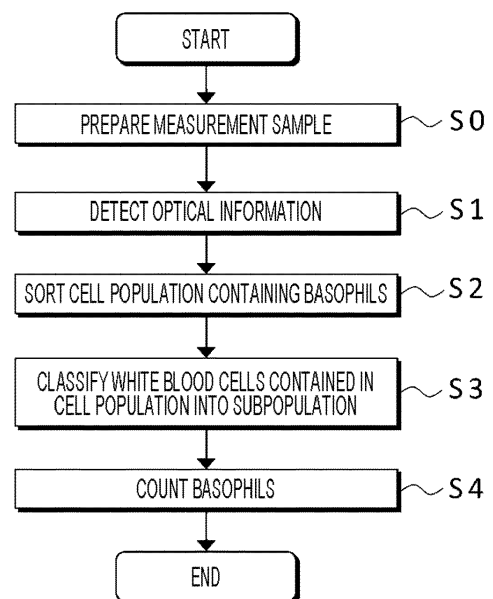 START
PREPARE MEASUREMENT SAMPLE
S0
DETECT OPTICAL INFORMATION
S1
SORT CELL POPULATION CONTAINING BASOPHILS
S2
CLASSIFY WHITE BLOOD CELLS CONTAINED IN
CELL POPULATION INTO SUBPOPULATION
S3
COUNT BASOPHILS
S4
END